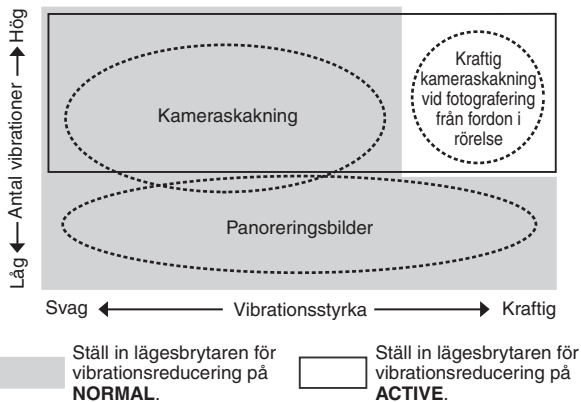 Låg ◄─► Antal vibrationer ─► Hög
Kameraskakning
Kraftig
kameraskakning
vid fotografering
från fordon i
rörelse
Panoreringsbilder
Svag ◄─ Vibrationsstyrka ─► Kraftig
Ställ in lägesbrytaren för
vibrationsreducering på
NORMAL.
Ställ in lägesbrytaren för
vibrationsreducering på
ACTIVE.